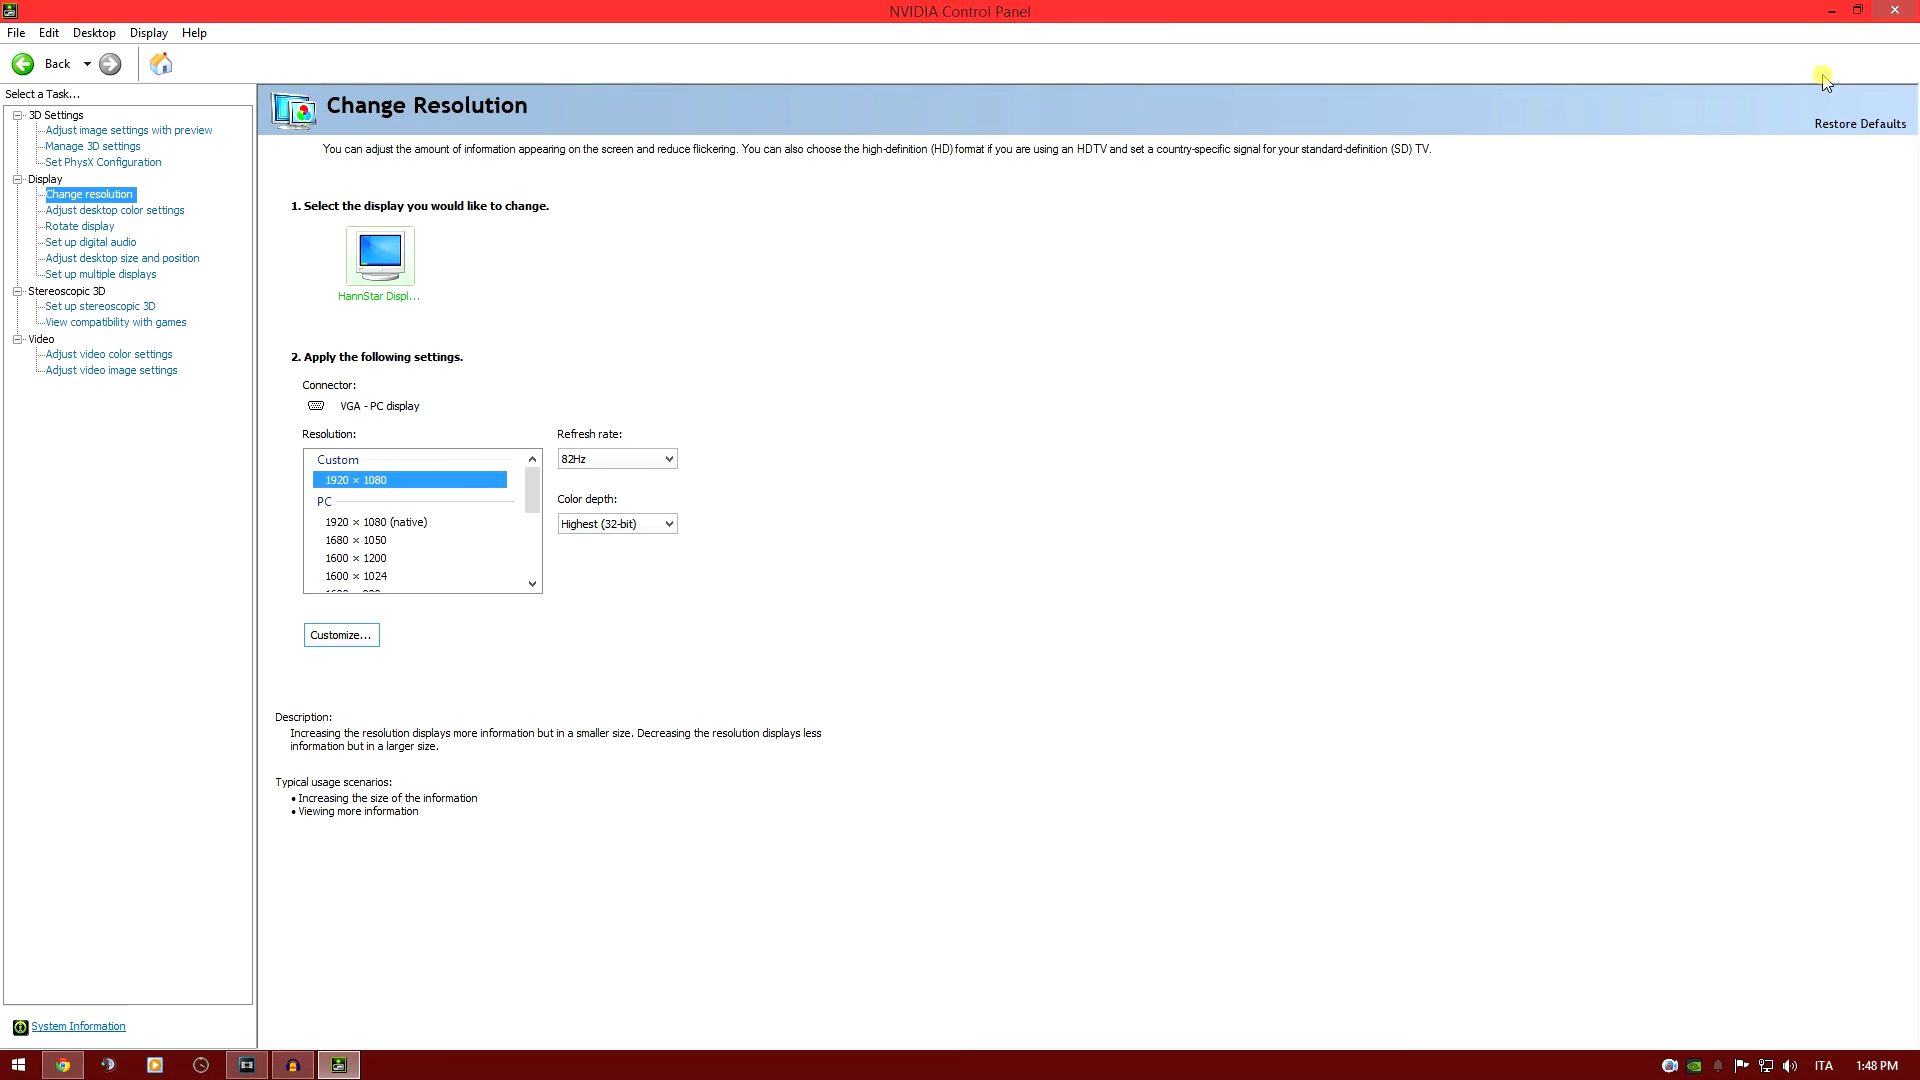 NVIDIA Control Panel
File Edit Desktop Display Help
Back
Select a Task...
3D Settings
Adjust image settings with preview
Manage 3D settings
Set PhysX Configuration
Display
Change resolution
Adjust desktop color settings
Rotate display
Set up digital audio
Adjust desktop size and position
Set up multiple displays
Stereoscopic 3D
Set up stereoscopic 3D
View compatibility with games
Video
Adjust video color settings
Adjust video image settings
System Information
Change Resolution
Restore Defaults
You can adjust the amount of information appearing on the screen and reduce flickering. You can also choose the high-definition (HD) format if you are using an HDTV and set a country-specific signal for your standard-definition (SD) TV.
1. Select the display you would like to change.
HannStar Displ...
2. Apply the following settings.
Connector:
VGA - PC display
Resolution:
Custom
1920 × 1080
PC
1920 × 1080 (native)
1680 × 1050
1600 × 1200
1600 × 1024
Refresh rate:
82Hz
Color depth:
Highest (32-bit)
Customize...
Description:
Increasing the resolution displays more information but in a smaller size. Decreasing the resolution displays less
information but in a larger size.
Typical usage scenarios:
• Increasing the size of the information
• Viewing more information
ITA 1:48 PM